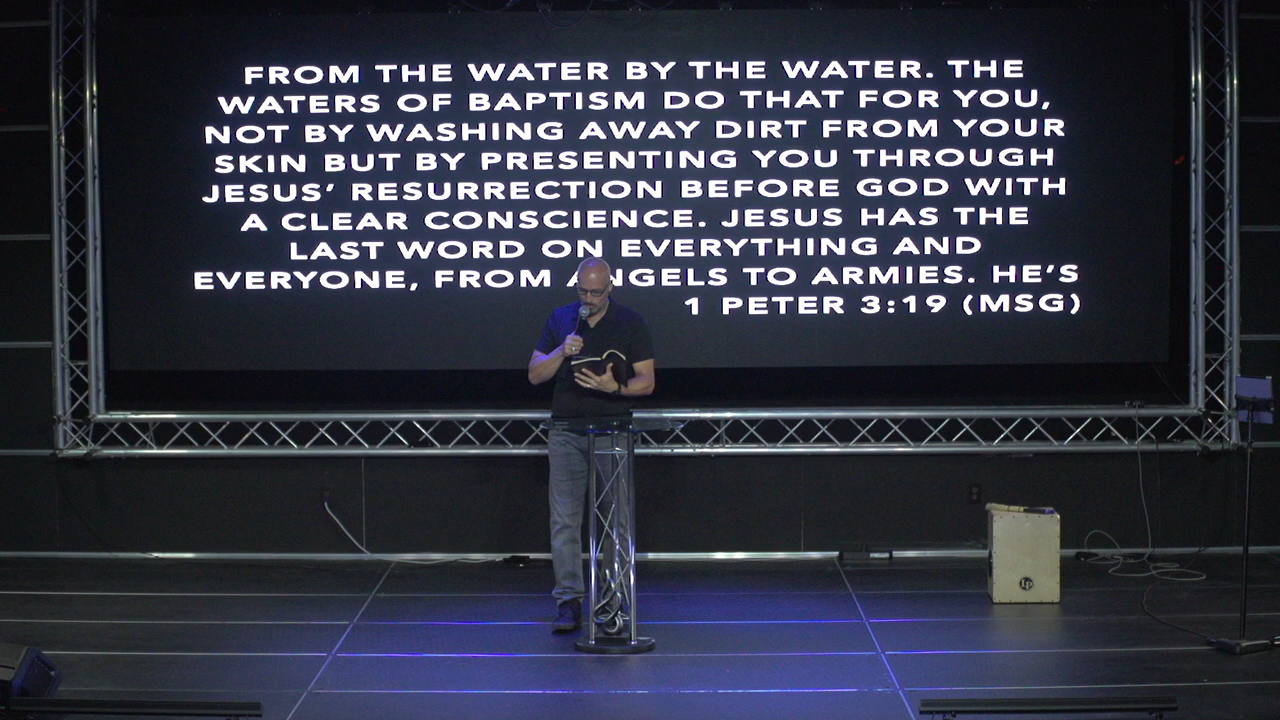 FROM THE WATER BY THE WATER. THE
WATERS OF BAPTISM DO THAT FOR YOU,
NOT BY WASHING AWAY DIRT FROM YOUR
SKIN BUT BY PRESENTING YOU THROUGH
JESUS’ RESURRECTION BEFORE GOD WITH
A CLEAR CONSCIENCE. JESUS HAS THE
LAST WORD ON EVERYTHING AND
EVERYONE, FROM ANGELS TO ARMIES. HE’S
1 PETER 3:19 (MSG)
LP